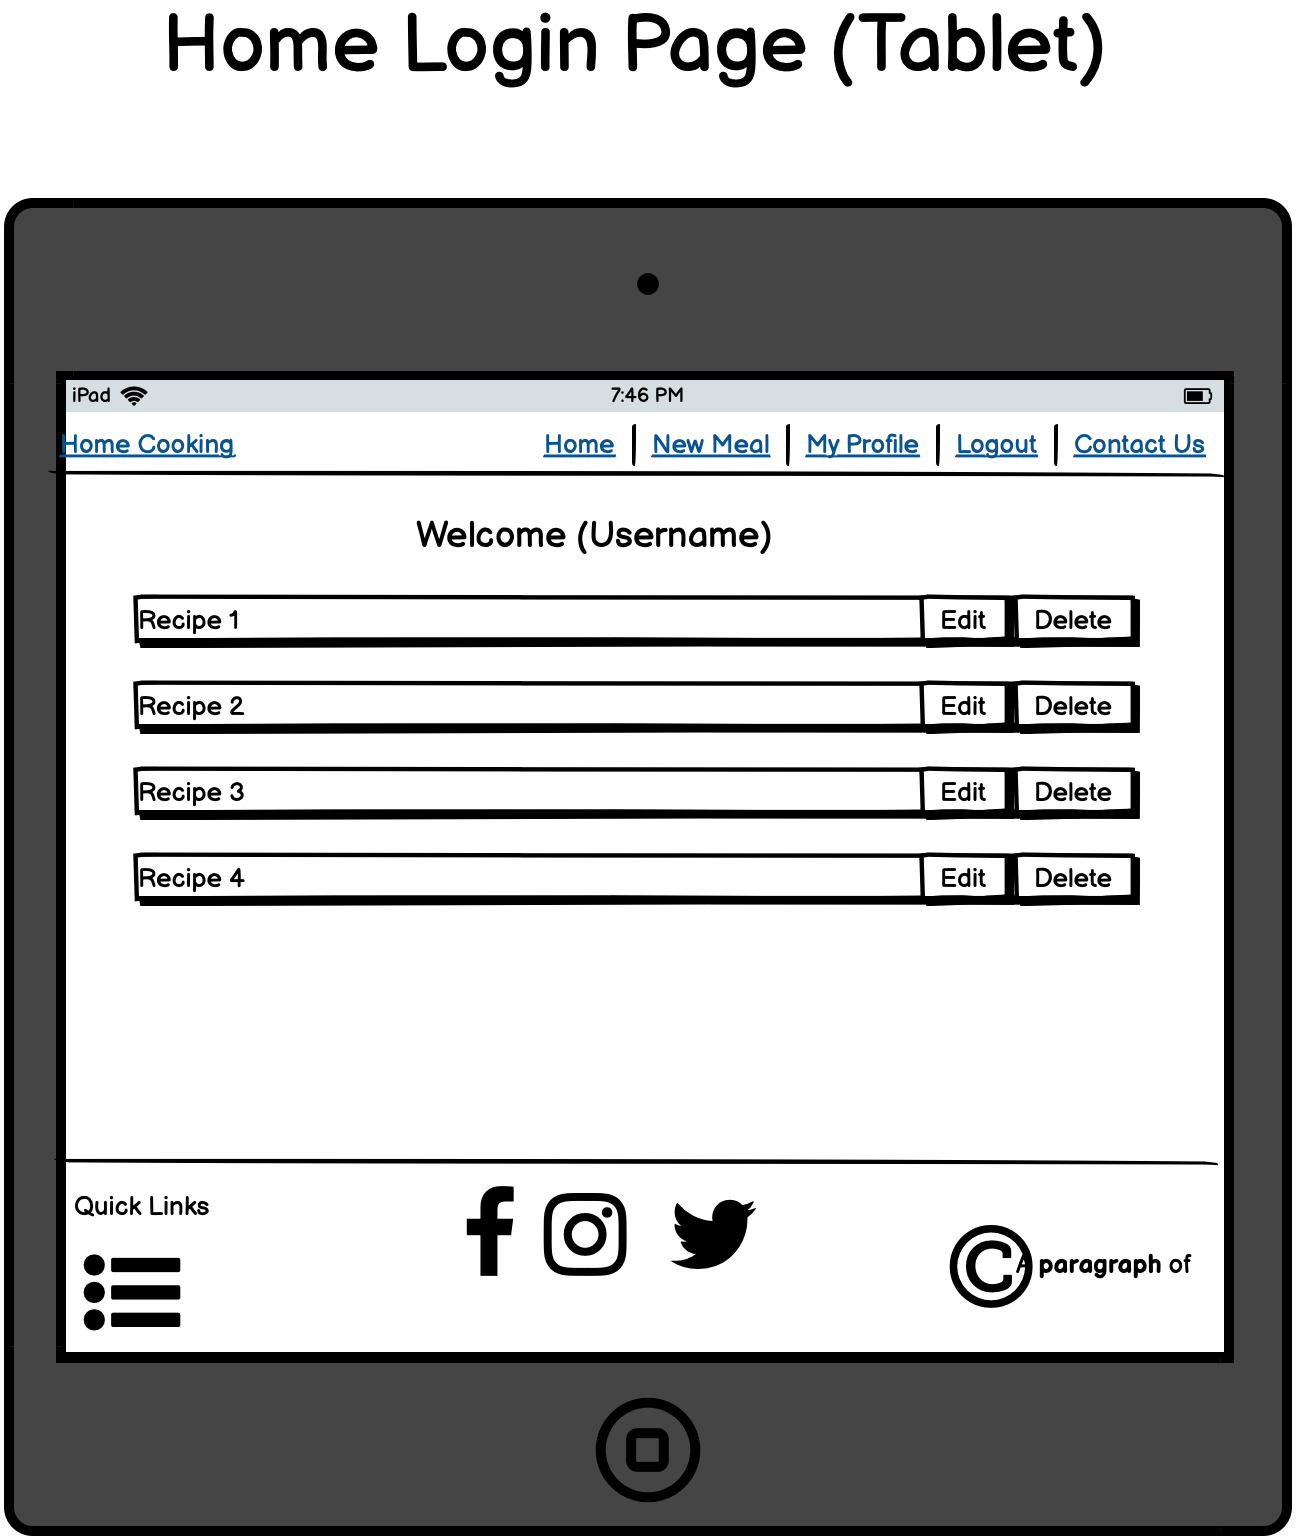 Home Login Page (Tablet)
iPad 7:46 PM
Home Cooking Home New Meal My Profile Logout Contact Us
Welcome (Username)
Recipe 1 Edit Delete
Recipe 2 Edit Delete
Recipe 3 Edit Delete
Recipe 4 Edit Delete
Quick Links
© A paragraph of